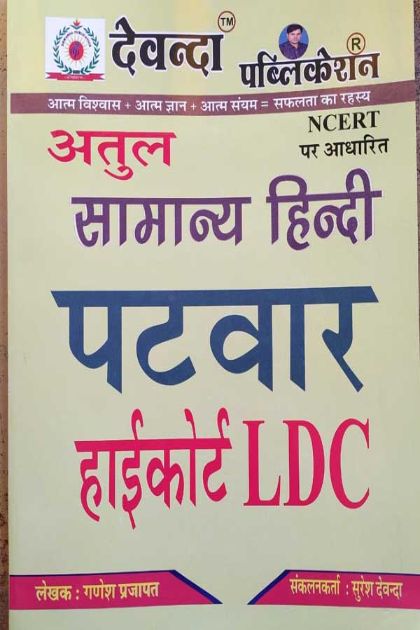 देवन्दा TM
पब्लिकेशन R
आत्म विश्वास + आत्म ज्ञान + आत्म संयम = सफलता का रहस्य
अतुल
NCERT
पर आधारित
सामान्य हिन्दी
पटवार
हाईकोर्ट LDC
लेखक : गणेश प्रजापत
संकलनकर्ता : सुरेश देवन्दा